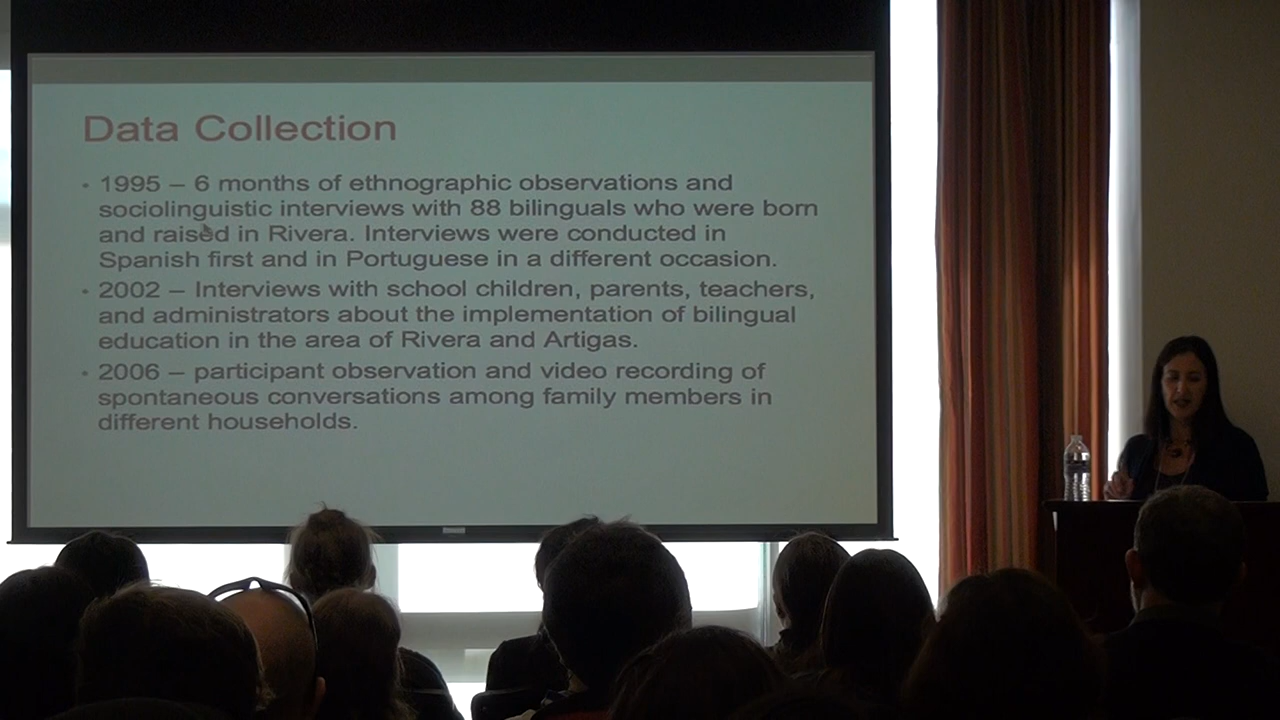 Data Collection
• 1995 – 6 months of ethnographic observations and
sociolinguistic interviews with 88 bilinguals who were born
and raised in Rivera. Interviews were conducted in
Spanish first and in Portuguese in a different occasion.
• 2002 – Interviews with school children, parents, teachers,
and administrators about the implementation of bilingual
education in the area of Rivera and Artigas.
• 2006 – participant observation and video recording of
spontaneous conversations among family members in
different households.